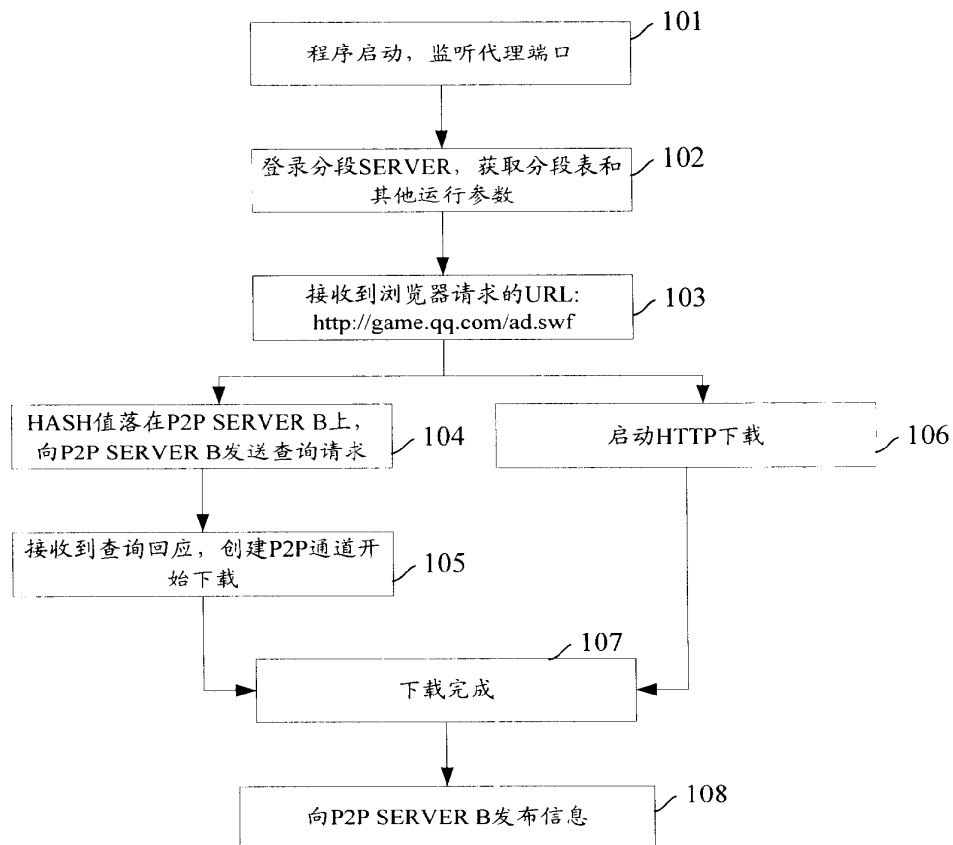 101
程序启动，监听代理端口
102
登录分段SERVER，获取分段表和
其他运行参数
103
接收到浏览器请求的URL:
http://game.qq.com/ad.swf
HASH值落在P2P SERVER B上，
向P2P SERVER B发送查询请求
104
启动HTTP下载
106
接收到查询回应，创建P2P通道开
始下载
105
107
下载完成
108
向P2P SERVER B发布信息